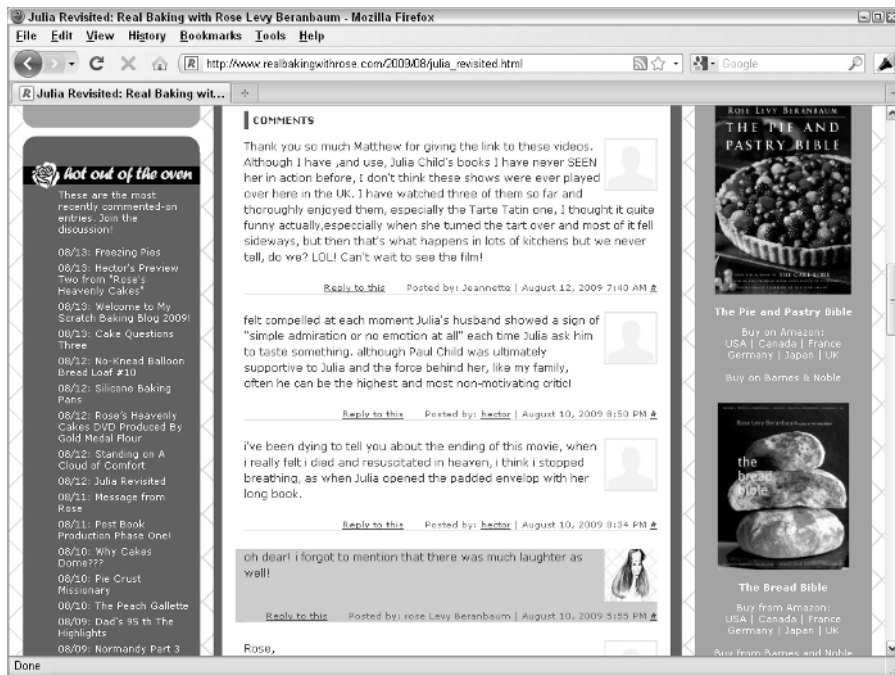 Julia Revisited: Real Baking with Rose Levy Beranbaum - Mozilla Firefox
File Edit View History Bookmarks Tools Help
R http://www.realbakingwithrose.com/2009/08/julia_revisited.html
Google
R Julia Revisited: Real Baking wit...
hot out of the oven
These are the most
recently commented-on
entries. Join the
discussion!
08/13: Freezing Pies
08/13: Hector's Preview
Two from "Rose's
Heavenly Cakes"
08/13: Welcome to My
Scratch Baking Blog 2009!
08/13: Cake Questions
Three
08/12: No-Knead Balloon
Bread Loaf #10
08/12: Silicone Baking
Pans
08/12: Rose's Heavenly
Cakes DVD Produced By
Gold Medal Flour
08/12: Standing on A
Cloud of Comfort
08/12: Julia Revisited
08/11: Message from
Rose
08/11: Post Book
Production Phase One!
08/10: Why Cakes
Dome???
08/10: Pie Crust
Missionary
08/10: The Peach Gallette
08/09: Dad's 95 th The
Highlights
08/09: Normandy Part 3
COMMENTS
Thank you so much Matthew for giving the link to these videos.
Although I have ,and use, Julia Child's books I have never SEEN
her in action before, I don't think these shows were ever played
over here in the UK. I have watched three of them so far and
thoroughly enjoyed them, especially the Tarte Tatin one, I thought it quite
funny actually,especially when she turned the tart over and most of it fell
sideways, but then that's what happens in lots of kitchens but we never
tell, do we? LOL! Can't wait to see the film!
Reply to this Posted by: Jeannette | August 12, 2009 7:40 AM #
felt compelled at each moment Julia's husband showed a sign of
"simple admiration or no emotion at all" each time Julia ask him
to taste something. although Paul Child was ultimately
supportive to Julia and the force behind her, like my family,
often he can be the highest and most non-motivating critic!
Reply to this Posted by: hector | August 10, 2009 8:50 PM #
i've been dying to tell you about the ending of this movie, when
i really felt i died and resuscitated in heaven, i think i stopped
breathing, as when Julia opened the padded envelop with her
long book.
Reply to this Posted by: hector | August 10, 2009 8:34 PM #
oh dear! i forgot to mention that there was much laughter as
well!
Reply to this Posted by: rose Levy Beranbaum | August 10, 2009 5:55 PM #
Rose,
ROSE LEVY BERANBAUM
THE PIE AND
PASTRY BIBLE
THE CAKE BIBLE
The Pie and Pastry Bible
Buy on Amazon:
USA | Canada | France
Germany | Japan | UK
Buy on Barnes & Noble
Rose Levy Beranbaum
the
bread
bible
The Bread Bible
Buy from Amazon:
USA | Canada | France
Germany | Japan | UK
Buy from Barnes and Noble
Done